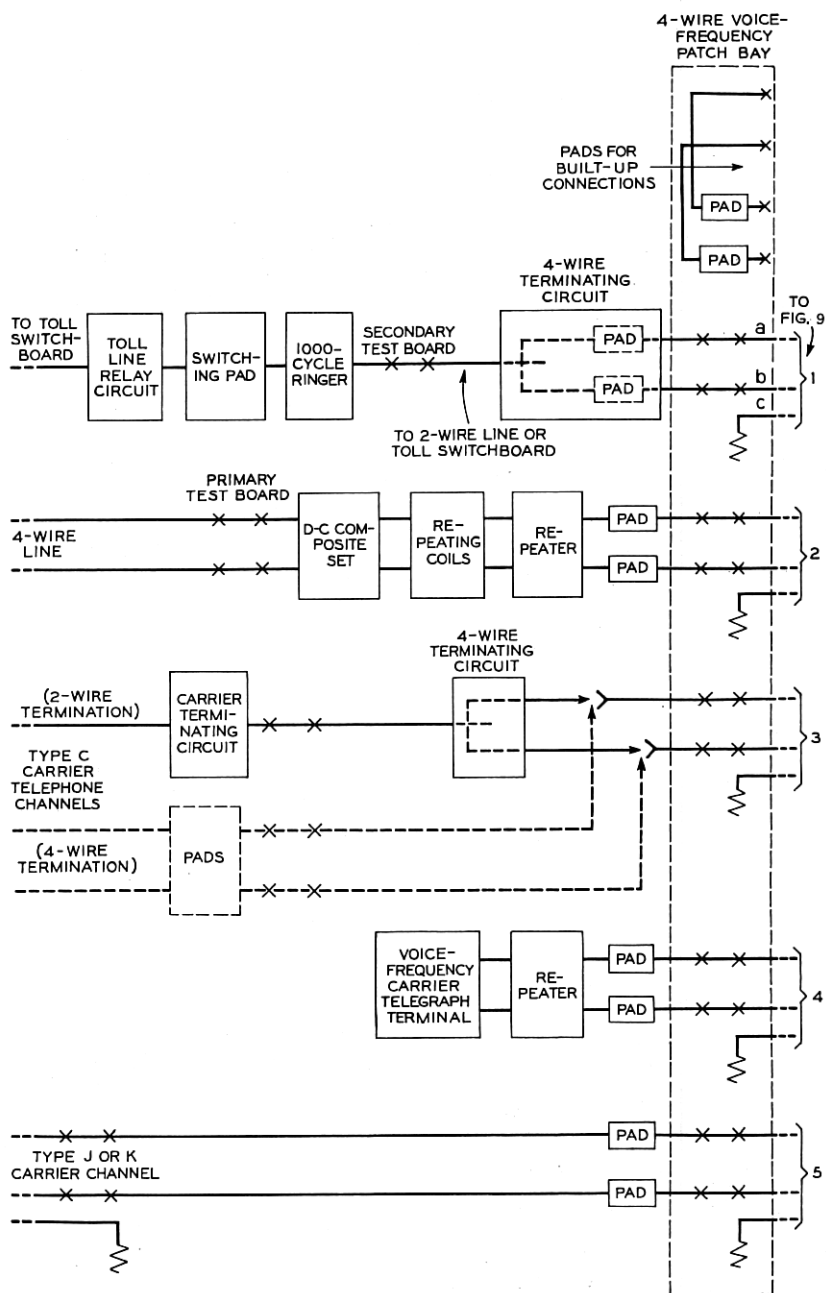 4-WIRE VOICE-
FREQUENCY
PATCH BAY
PADS FOR
BUILT-UP
CONNECTIONS
PAD
PAD
4-WIRE
TERMINATING
CIRCUIT
TO TOLL
SWITCH-
BOARD
TOLL
LINE
RELAY
CIRCUIT
SWITCH-
ING PAD
1000-
CYCLE
RINGER
SECONDARY
TEST BOARD
PAD
PAD
a
b
c
TO
FIG. 9
1
TO 2-WIRE LINE OR
TOLL SWITCHBOARD
PRIMARY
TEST BOARD
4-WIRE
LINE
D-C COM-
POSITE
SET
RE-
PEATING
COILS
RE-
PEATER
PAD
PAD
2
4-WIRE
TERMINATING
CIRCUIT
(2-WIRE
TERMINATION)
CARRIER
TERMI-
NATING
CIRCUIT
3
TYPE C
CARRIER
TELEPHONE
CHANNELS
(4-WIRE
TERMINATION)
PADS
VOICE-
FREQUENCY
CARRIER
TELEGRAPH
TERMINAL
RE-
PEATER
PAD
PAD
4
TYPE J OR K
CARRIER CHANNEL
PAD
PAD
5